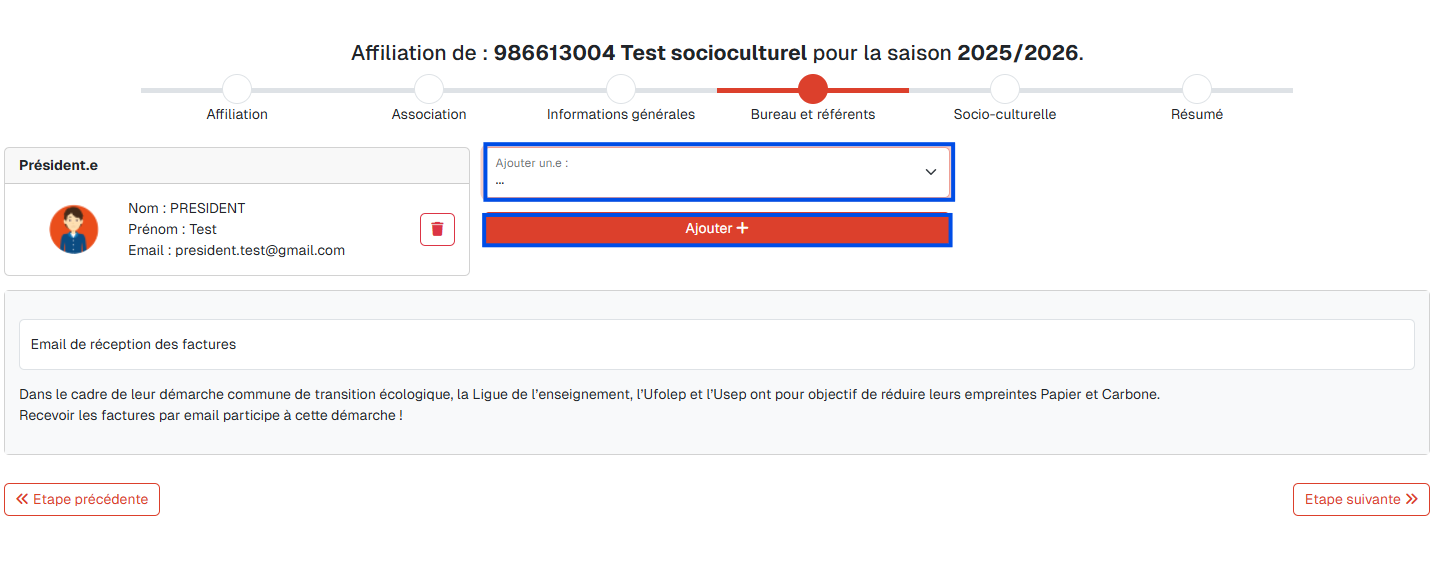 Affiliation de : 986613004 Test socioculturel pour la saison 2025/2026.
Affiliation
Association
Informations générales
Bureau et référents
Socio-culturelle
Résumé
Président.e
Nom : PRESIDENT
Prénom : Test
Email : president.test@gmail.com
Ajouter un.e :
...
Ajouter +
Email de réception des factures
Dans le cadre de leur démarche commune de transition écologique, la Ligue de l'enseignement, l'Ufolep et l'Usep ont pour objectif de réduire leurs empreintes Papier et Carbone.
Recevoir les factures par email participe à cette démarche !
« Etape précédente
Etape suivante »